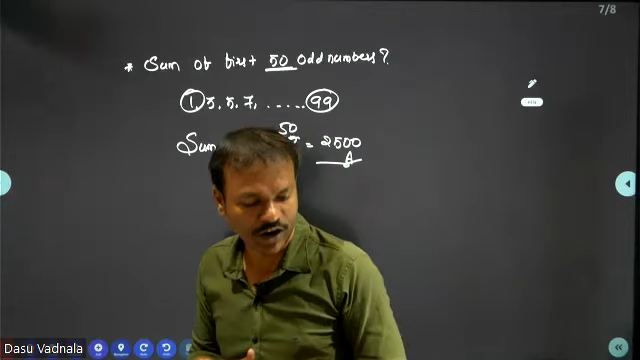 7/8
* Sum of first 50 odd numbers?
1, 3, 5, 7, ...... 99
Sum 50 = 2500
Dasu Vadnala